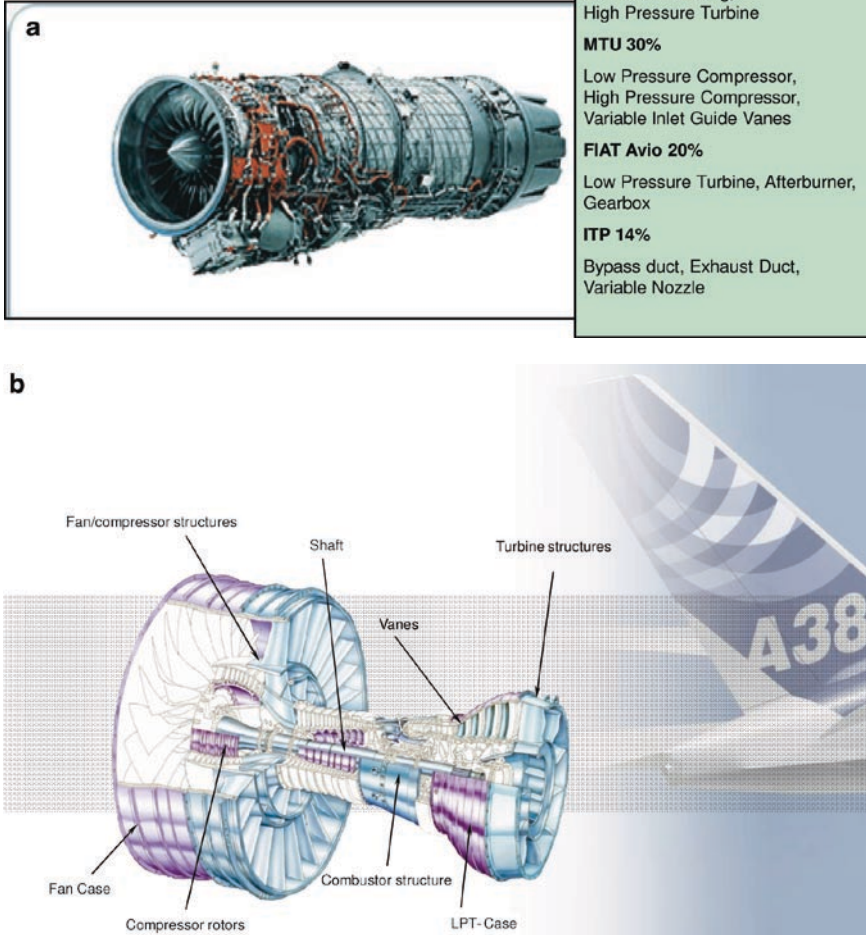 a
High Pressure Turbine
MTU 30%
Low Pressure Compressor,
High Pressure Compressor,
Variable Inlet Guide Vanes
FIAT Avio 20%
Low Pressure Turbine, Afterburner,
Gearbox
ITP 14%
Bypass duct, Exhaust Duct,
Variable Nozzle
b
Fan/compressor structures
Shaft
Turbine structures
Vanes
A38
Fan Case
Combustor structure
Compressor rotors
LPT- Case